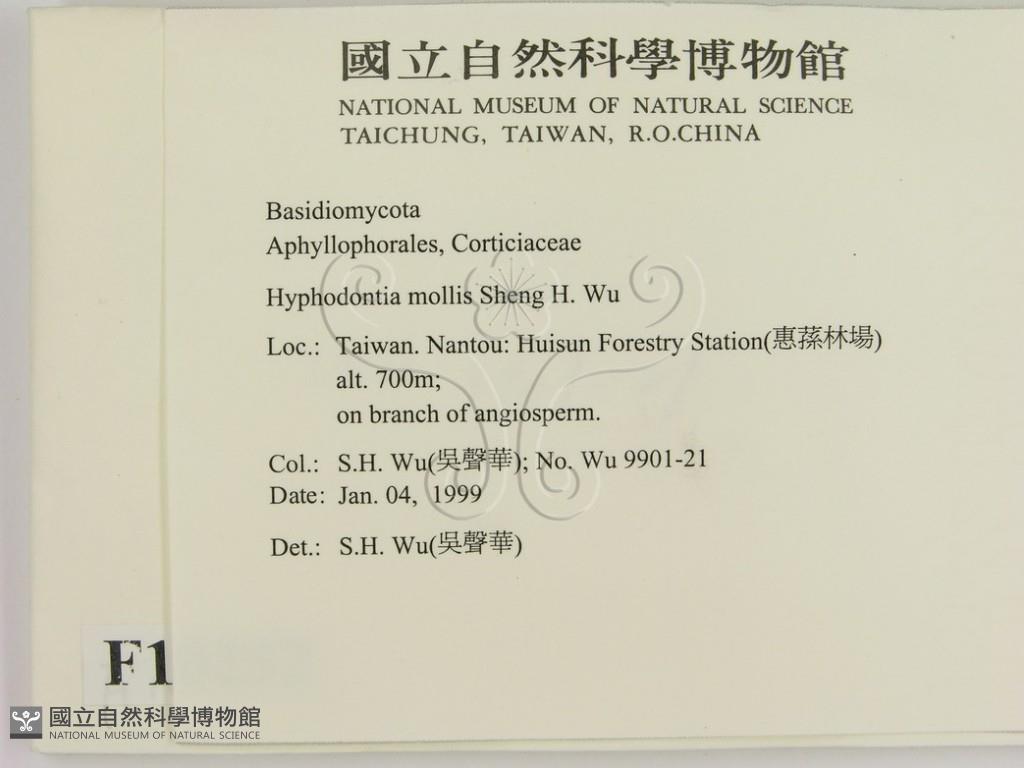 國立自然科學博物館
NATIONAL MUSEUM OF NATURAL SCIENCE
TAICHUNG, TAIWAN, R.O.CHINA
Basidiomycota
Aphyllophorales, Corticiaceae
Hyphodontia mollis Sheng H. Wu
Loc.: Taiwan. Nantou: Huisun Forestry Station(惠蓀林場)
alt. 700m;
on branch of angiosperm.
Col.: S.H. Wu(吳聲華); No. Wu 9901-21
Date: Jan. 04, 1999
Det.: S.H. Wu(吳聲華)
F1
國立自然科學博物館
NATIONAL MUSEUM OF NATURAL SCIENCE